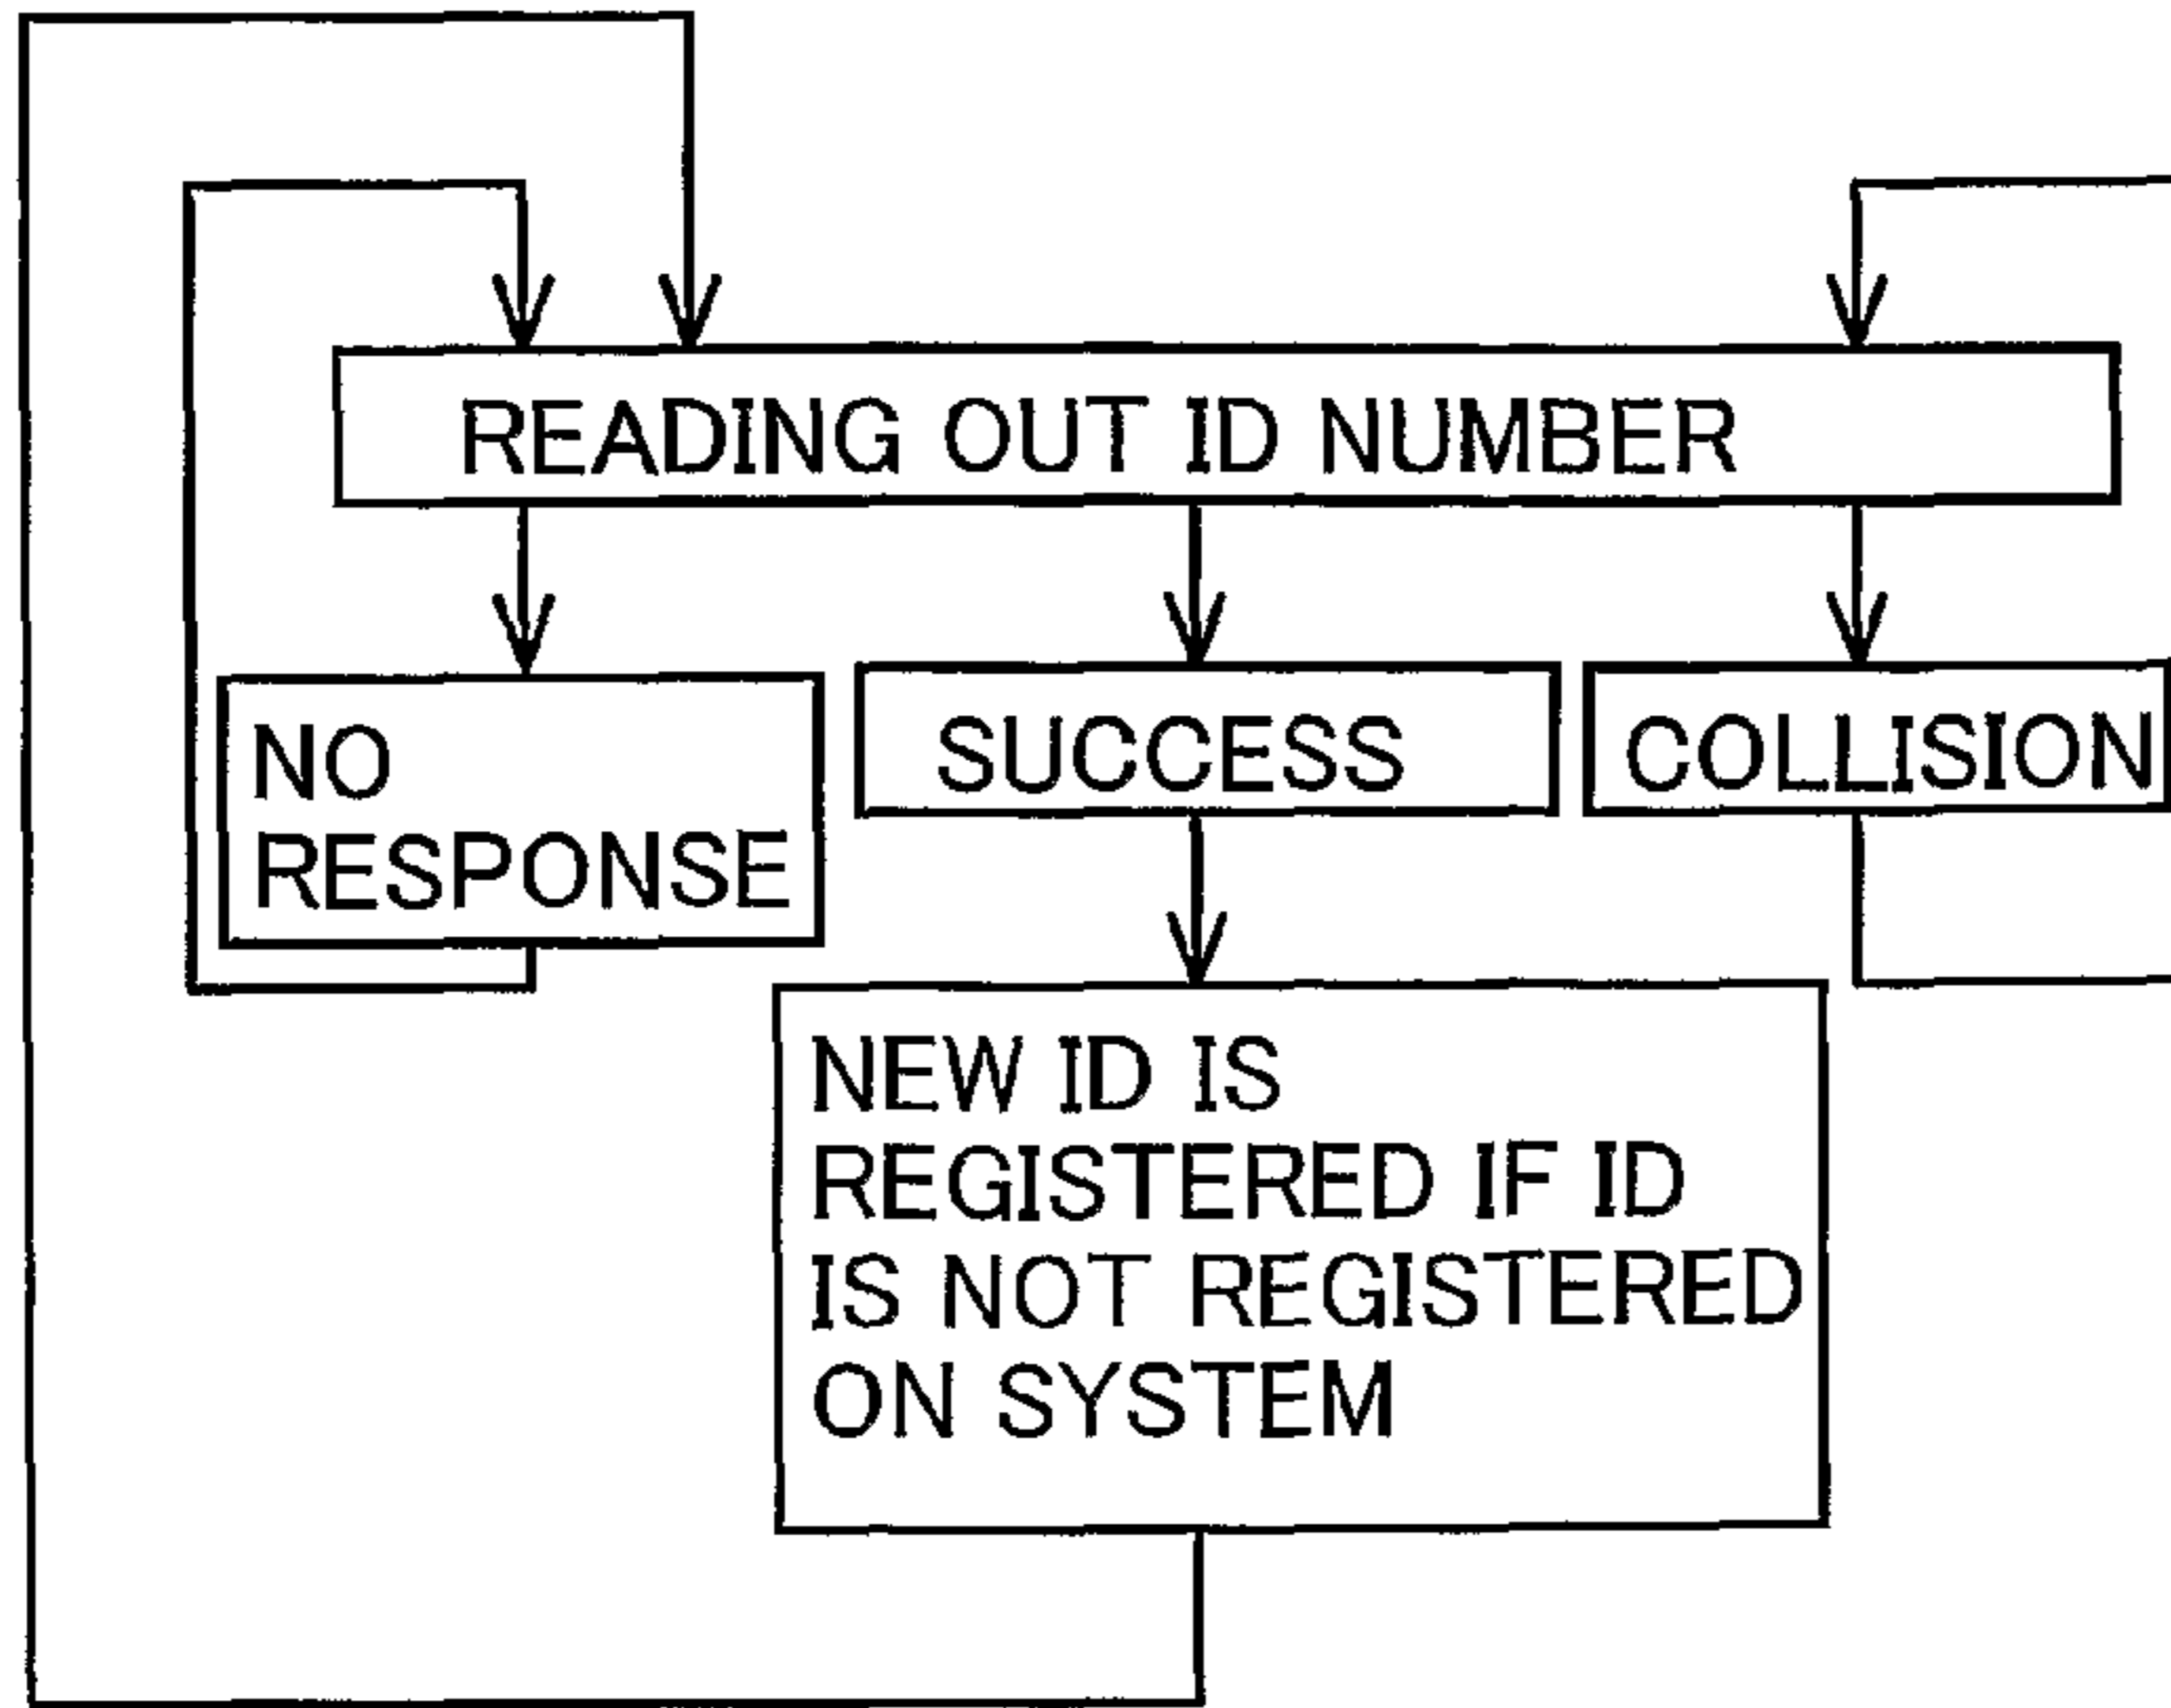 READING OUT ID NUMBER
NO
RESPONSE
SUCCESS
COLLISION
NEW ID IS
REGISTERED IF ID
IS NOT REGISTERED
ON SYSTEM